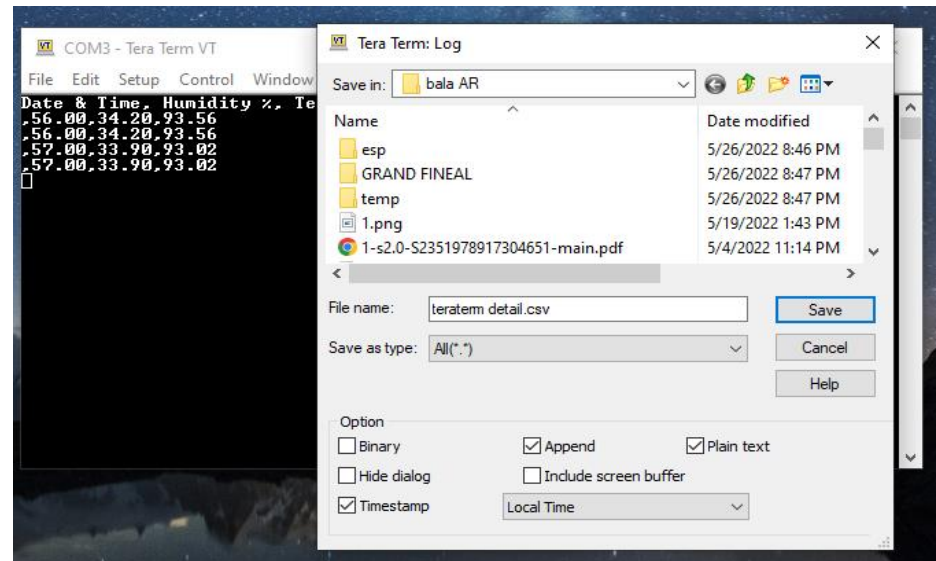 COM3 - Tera Term VT
File Edit Setup Control Window
Date & Time, Humidity %, Te
,56.00,34.20,93.56
,56.00,34.20,93.56
,57.00,33.90,93.02
,57.00,33.90,93.02
Tera Term: Log
Save in: bala AR
Name Date modified
esp 5/26/2022 8:46 PM
GRAND FINEAL 5/26/2022 8:47 PM
temp 5/26/2022 8:47 PM
1.png 5/19/2022 1:43 PM
1-s2.0-S2351978917304651-main.pdf 5/4/2022 11:14 PM
File name: teraterm detail.csv Save
Save as type: All(*.*) Cancel
Help
Option
Binary Append Plain text
Hide dialog Include screen buffer
Timestamp Local Time